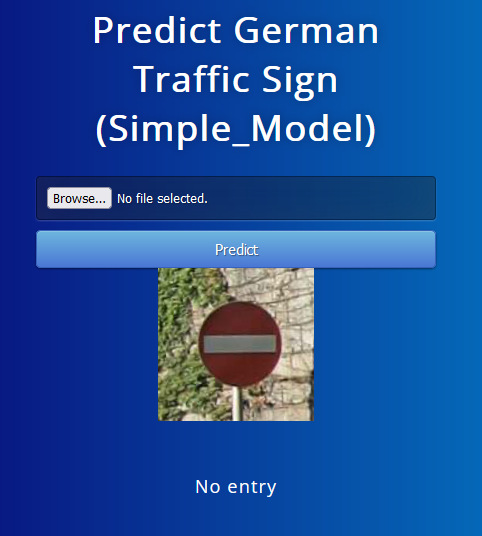 Predict German
Traffic Sign
(Simple_Model)
Browse... No file selected.
Predict
No entry